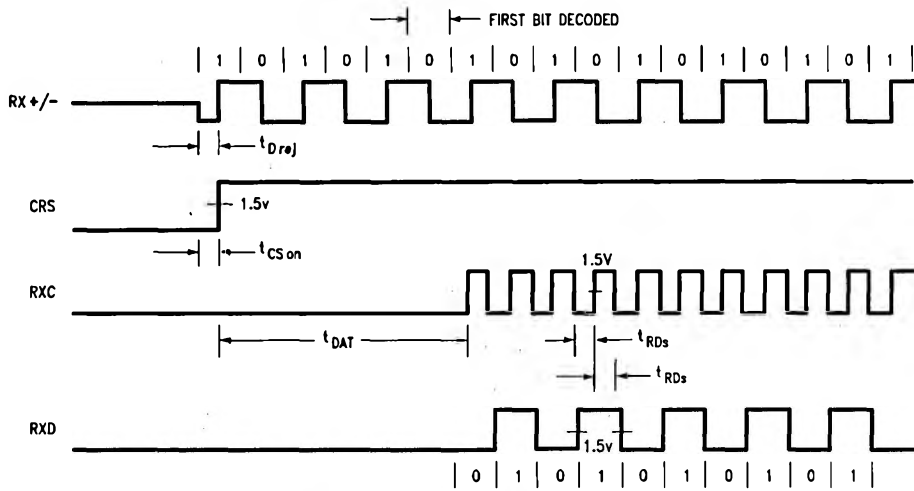 FIRST BIT DECODED
| 1 | 0 | 1 | 0 | 1 | 0 | 1 | 0 | 1 | 0 | 1 | 0 | 1 | 0 | 1 | 0 | 1
RX +/-
tDrej
CRS
1.5v
tCSon
1.5V
RXC
tDAT
tRDs
tRDs
RXD
1.5v
| 0 | 1 | 0 | 1 | 0 | 1 | 0 | 1 | 0 | 1 |